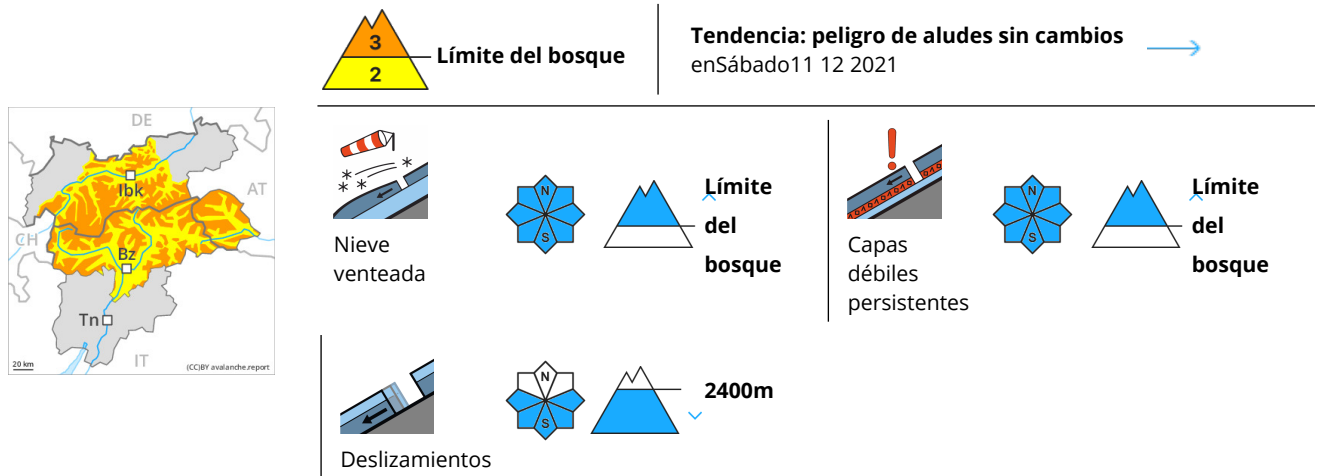 3
2
Límite del bosque
Tendencia: peligro de aludes sin cambios
enSábado11 12 2021
DE
Ibk
AT
CH
Bz
Tn
IT
20 km
(CC)BY avalanche.report
N
S
Límite
del
bosque
Nieve
venteada
N
S
Límite
del
bosque
Capas
débiles
persistentes
N
S
2400m
Deslizamientos